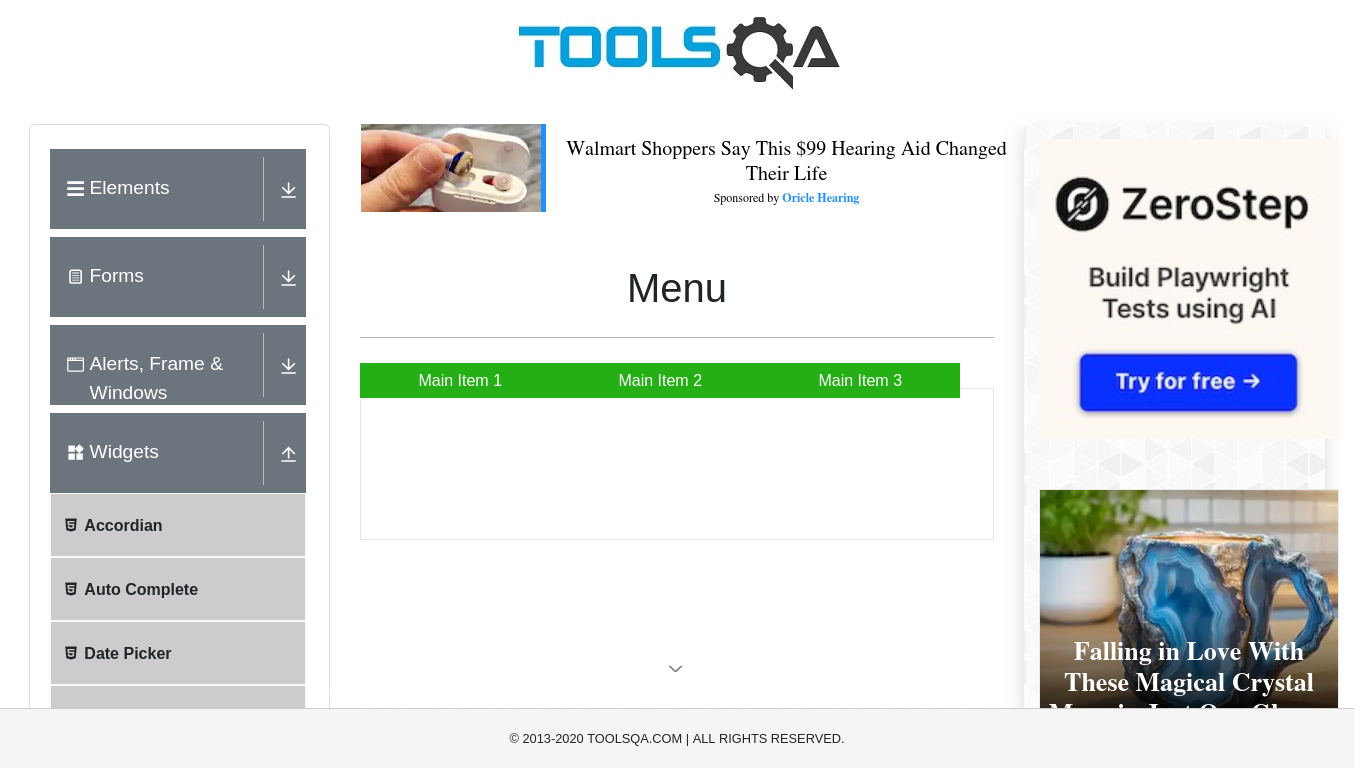 TOOLSQA
Elements
Forms
Alerts, Frame &
Windows
Widgets
Accordian
Auto Complete
Date Picker
Walmart Shoppers Say This $99 Hearing Aid Changed
Their Life
Sponsored by Oricle Hearing
Menu
Main Item 1
Main Item 2
Main Item 3
ZeroStep
Build Playwright
Tests using AI
Try for free →
Falling in Love With
These Magical Crystal
© 2013-2020 TOOLSQA.COM | ALL RIGHTS RESERVED.